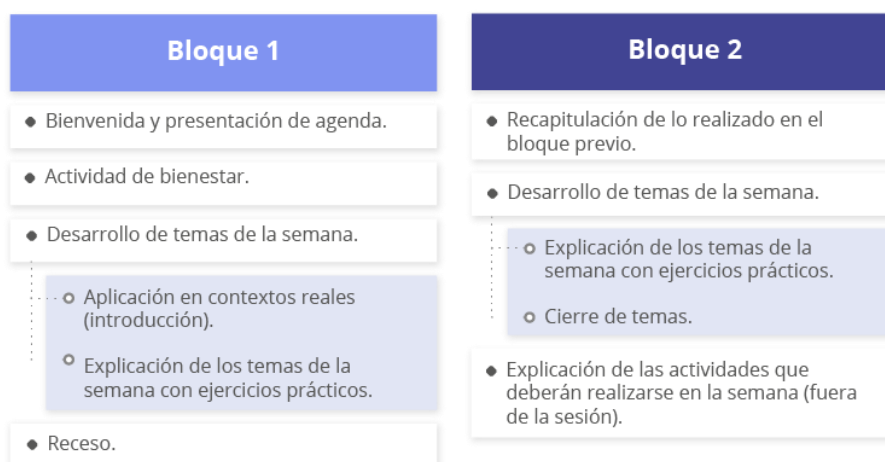 Bloque 1
Bienvenida y presentación de agenda.
Actividad de bienestar.
Desarrollo de temas de la semana.
Aplicación en contextos reales
(introducción).
Explicación de los temas de la
semana con ejercicios prácticos.
Receso.
Bloque 2
Recapitulación de lo realizado en el
bloque previo.
Desarrollo de temas de la semana.
Explicación de los temas de la
semana con ejercicios prácticos.
Cierre de temas.
Explicación de las actividades que
deberán realizarse en la semana (fuera
de la sesión).